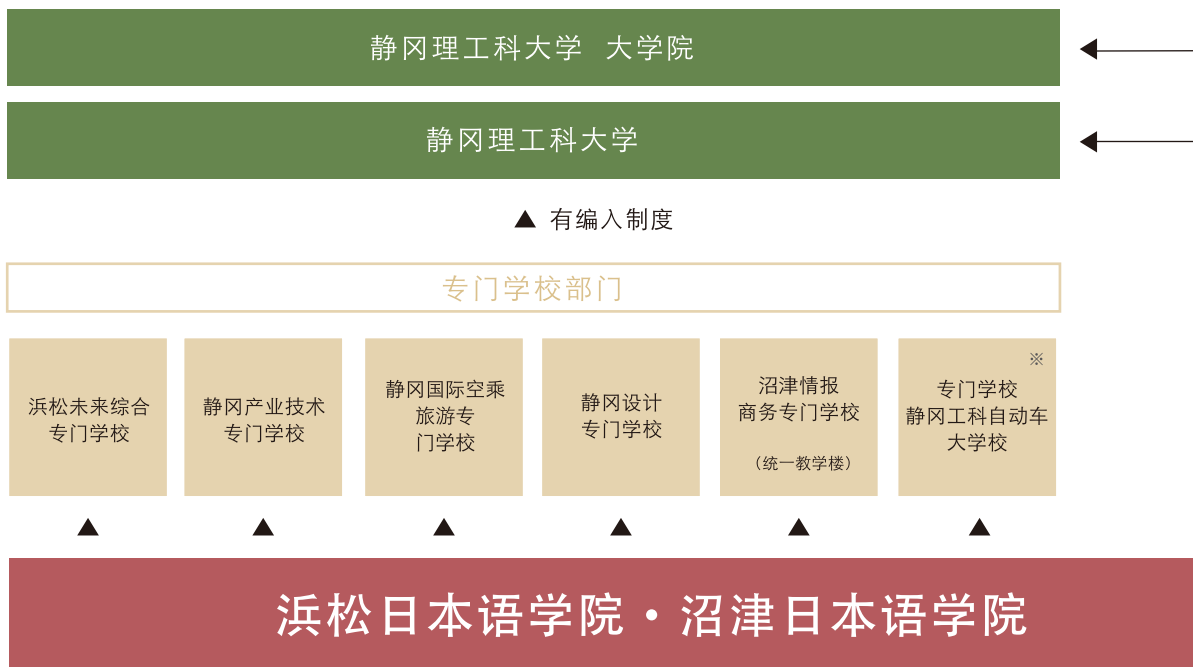 静冈理工科大学 大学院
静冈理工科大学
▲ 有编入制度
专门学校部门
浜松未来综合
专门学校
静冈产业技术
专门学校
静冈国际空乘
旅游专
门学校
静冈设计
专门学校
沼津情报
商务专门学校
（统一教学楼）
※
专门学校
静冈工科自动车
大学校
浜松日本语学院・沼津日本语学院